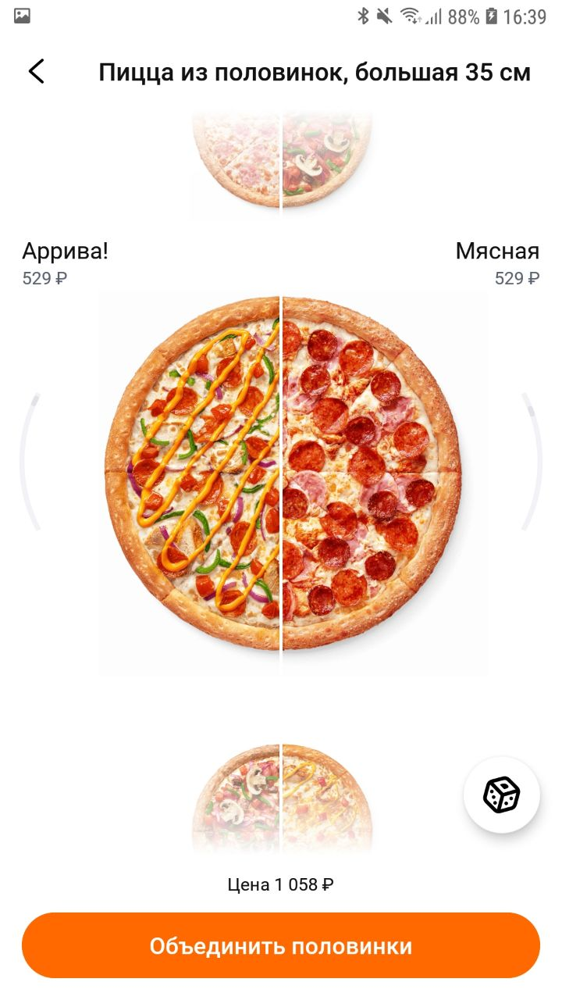 88% 16:39
Пицца из половинок, большая 35 см
Аррива!
529 ₽
Мясная
529 ₽
Цена 1 058 ₽
Объединить половинки